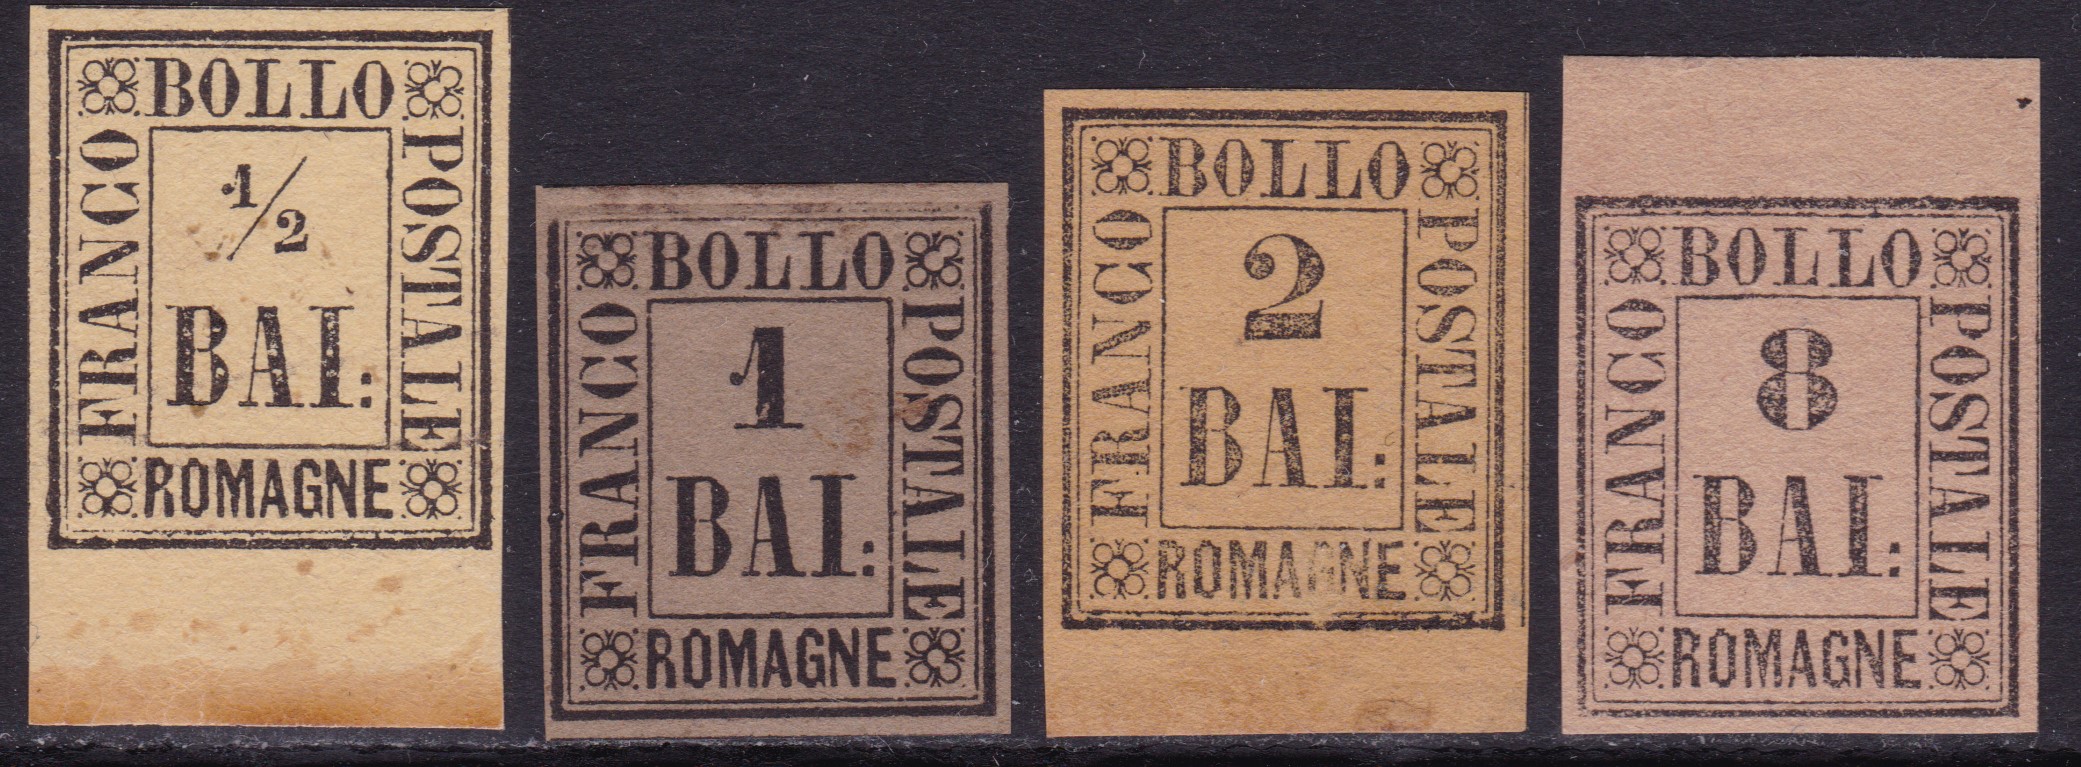 BOLLO
FRANCO
POSTALE
1/2
BAI:
ROMAGNE
BOLLO
FRANCO
POSTALE
1
BAI:
ROMAGNE
BOLLO
FRANCO
POSTALE
2
BAI:
ROMAGNE
BOLLO
FRANCO
POSTALE
8
BAI:
ROMAGNE